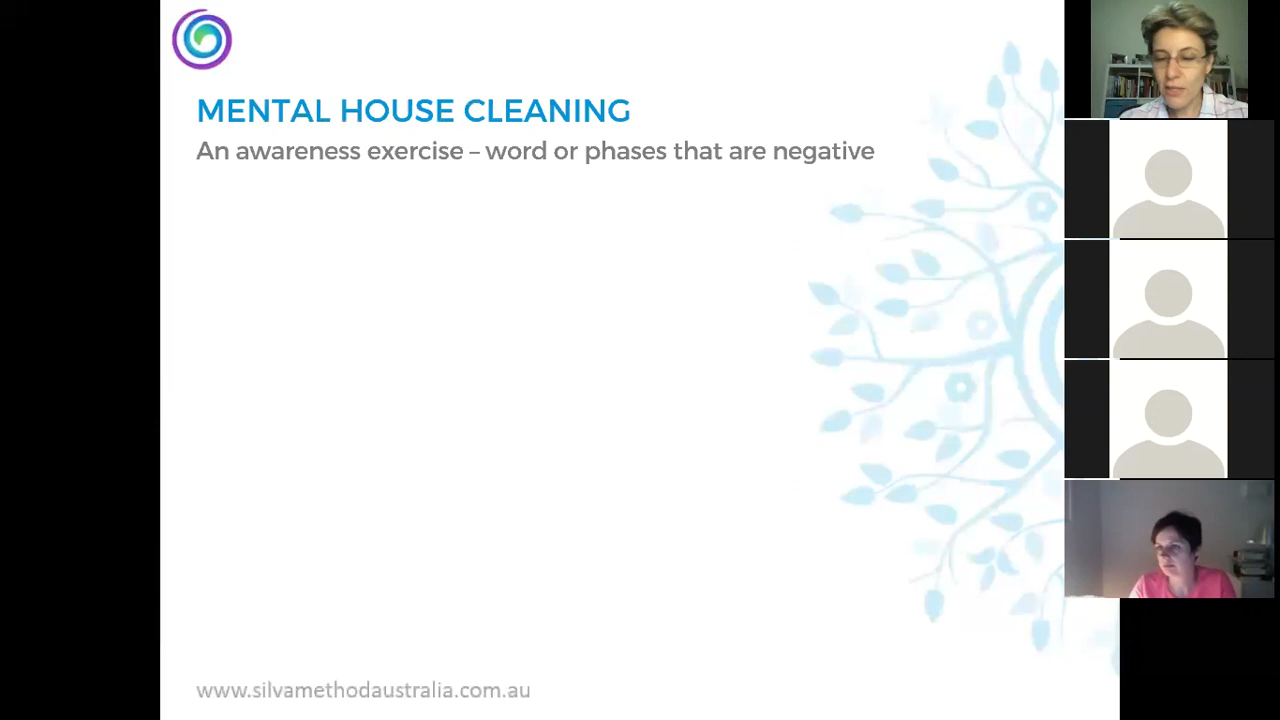 MENTAL HOUSE CLEANING
An awareness exercise – word or phases that are negative
www.silvamethodaustralia.com.au